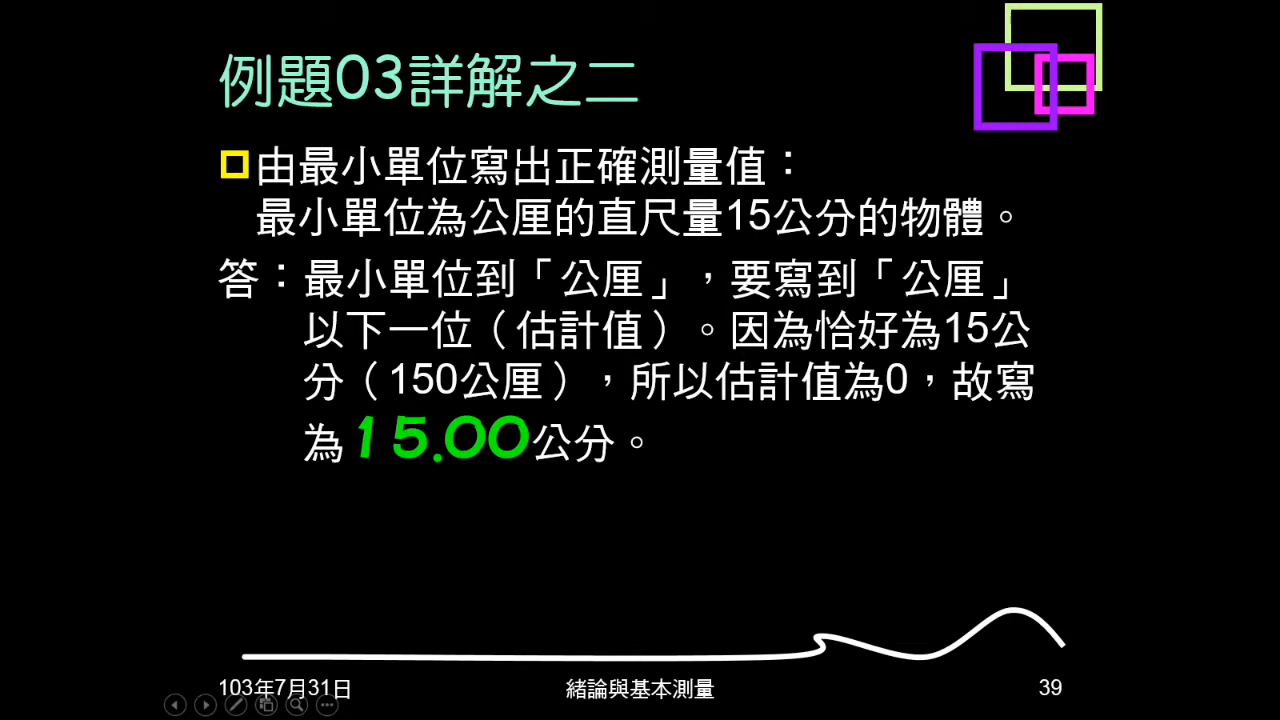 例題03詳解之二
由最小單位寫出正確測量值：
最小單位為公厘的直尺量15公分的物體。
答：最小單位到「公厘」，要寫到「公厘」
以下一位（估計值）。因為恰好為15公
分（150公厘），所以估計值為0，故寫
為15.00公分。
103年7月31日
緒論與基本測量
39